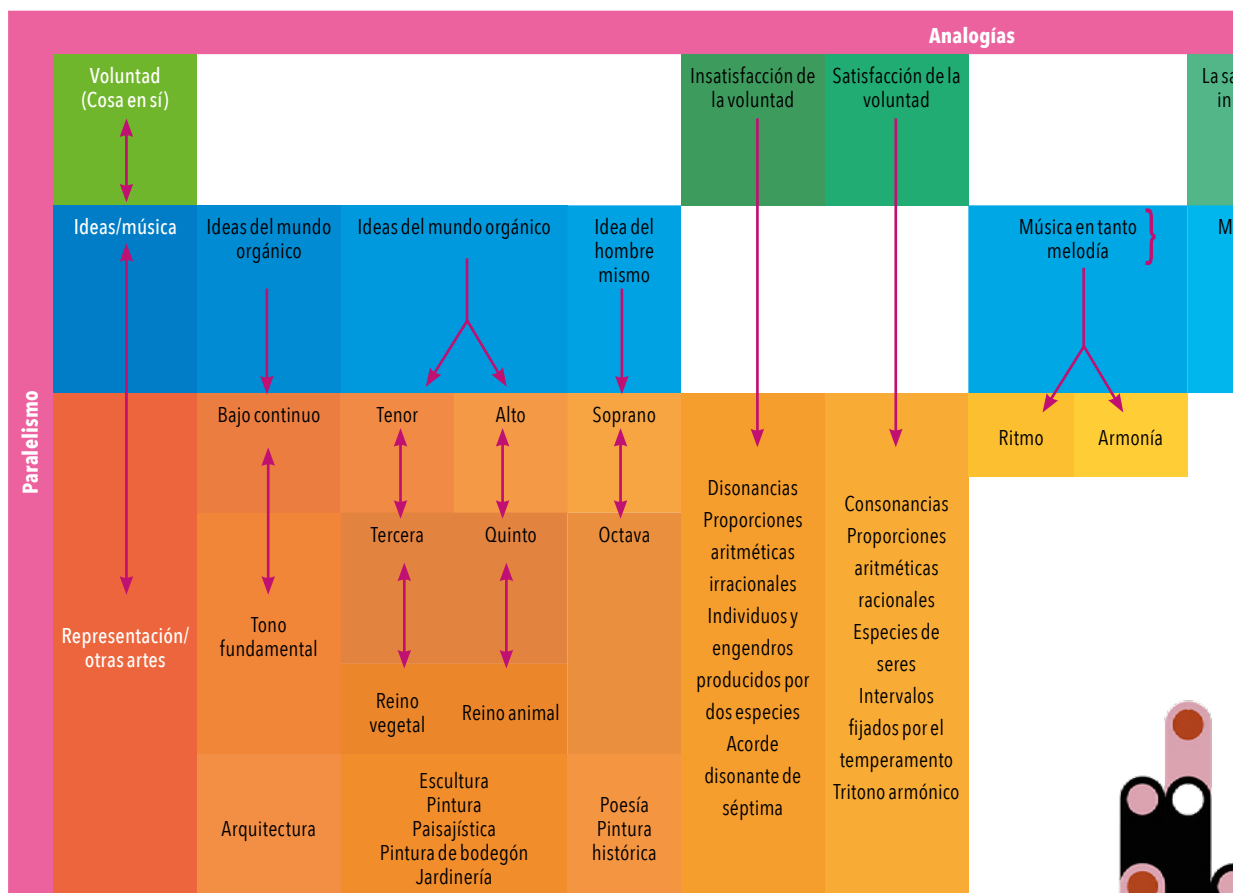 Analogías
Paralelismo
Voluntad
(Cosa en sí)
Insatisfacción de
la voluntad
Satisfacción de la
voluntad
La sa
in
Ideas/música
Ideas del mundo
orgánico
Ideas del mundo orgánico
Idea del
hombre
mismo
Música en tanto
melodía
}
M
Bajo continuo
Tenor
Alto
Soprano
Ritmo
Armonía
Tercera
Quinto
Octava
Representación/
otras artes
Tono
fundamental
Reino
vegetal
Reino animal
Arquitectura
Escultura
Pintura
Paisajística
Pintura de bodegón
Jardinería
Poesía
Pintura
histórica
Disonancias
Proporciones
aritméticas
irracionales
Individuos y
engendros
producidos por
dos especies
Acorde
disonante de
séptima
Consonancias
Proporciones
aritméticas
racionales
Especies de
seres
Intervalos
fijados por el
temperamento
Tritono armónico